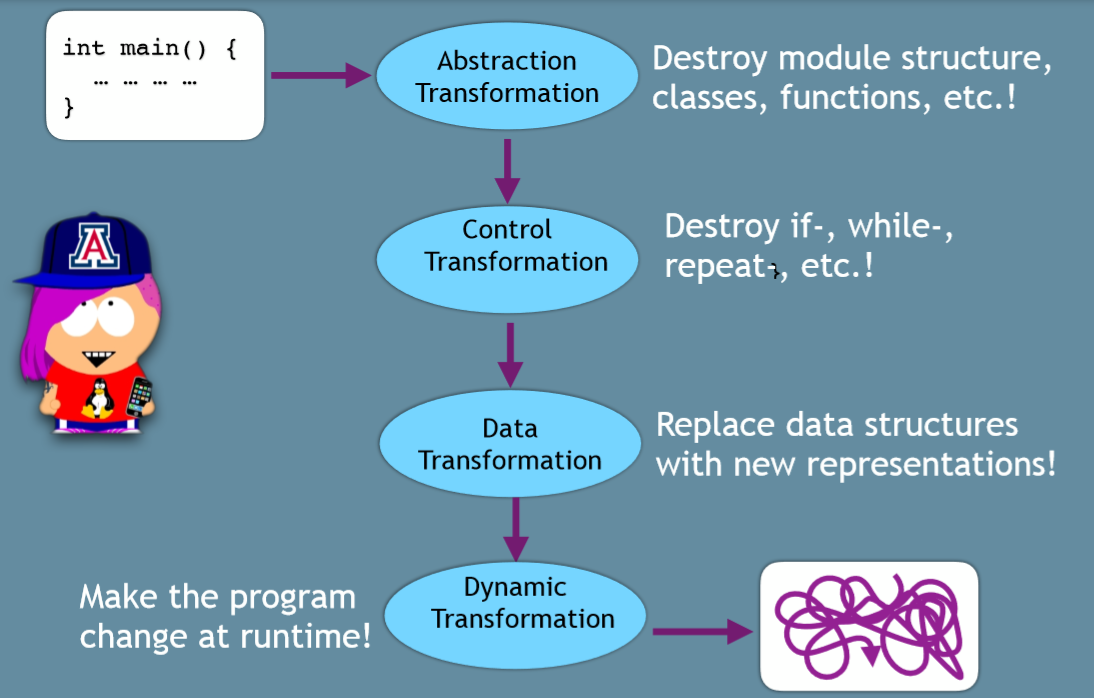 int main() {
… … … …
}
Abstraction
Transformation
Destroy module structure,
classes, functions, etc.!
A
Control
Transformation
Destroy if-, while-,
repeat-, etc.!
Data
Transformation
Replace data structures
with new representations!
Make the program
change at runtime!
Dynamic
Transformation